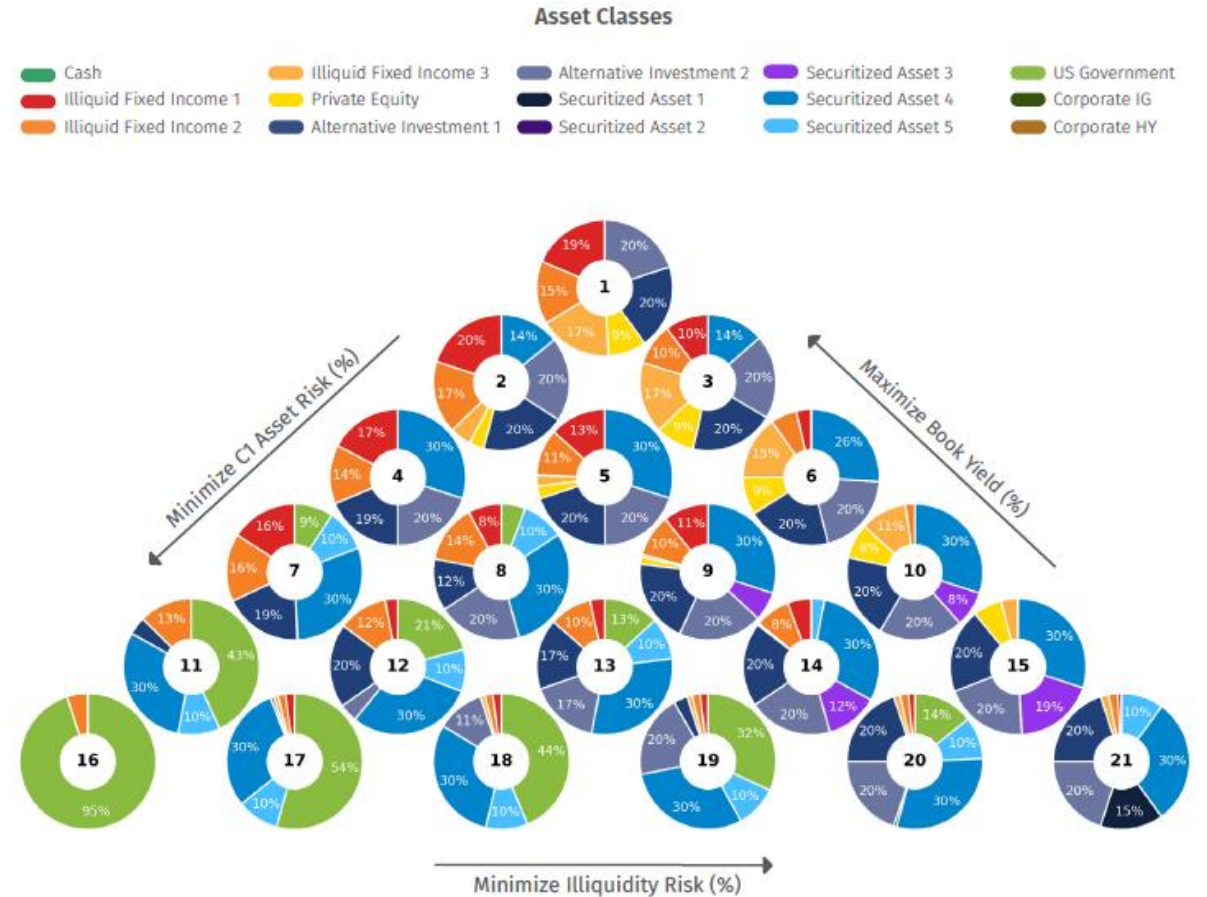 Asset Classes
Cash
Illiquid Fixed Income 3
Alternative Investment 2
Securitized Asset 3
US Government
Illiquid Fixed Income 1
Private Equity
Securitized Asset 1
Securitized Asset 4
Corporate IG
Illiquid Fixed Income 2
Alternative Investment 1
Securitized Asset 2
Securitized Asset 5
Corporate HY
Minimize C1 Asset Risk (%)
Maximize Book Yield (%)
19% 20%
15% 1 20%
17% 9%
20% 14%
17% 2 20%
20%
10% 14%
10% 3 20%
17%
9% 20%
17% 30%
14% 4
19% 20%
13% 30%
11% 5
20% 20%
26%
15% 6
9% 20%
20%
16% 9%
10%
16% 7
19% 30%
8% 10%
14% 8
12% 30%
20%
11% 30%
10% 9
20% 20%
11% 30%
8% 10
20% 8%
20%
13% 43%
11
30% 10%
12% 21%
20% 12 10%
30%
10% 13%
17% 13 10%
17% 30%
8% 30%
20% 14
20% 12%
30%
20% 15
20% 19%
16
95%
30% 17 54%
10%
11% 44%
30% 18
10%
32%
20% 19
30% 10%
20% 14%
20 10%
20% 30%
10%
20% 21 30%
20% 15%
Minimize Illiquidity Risk (%)